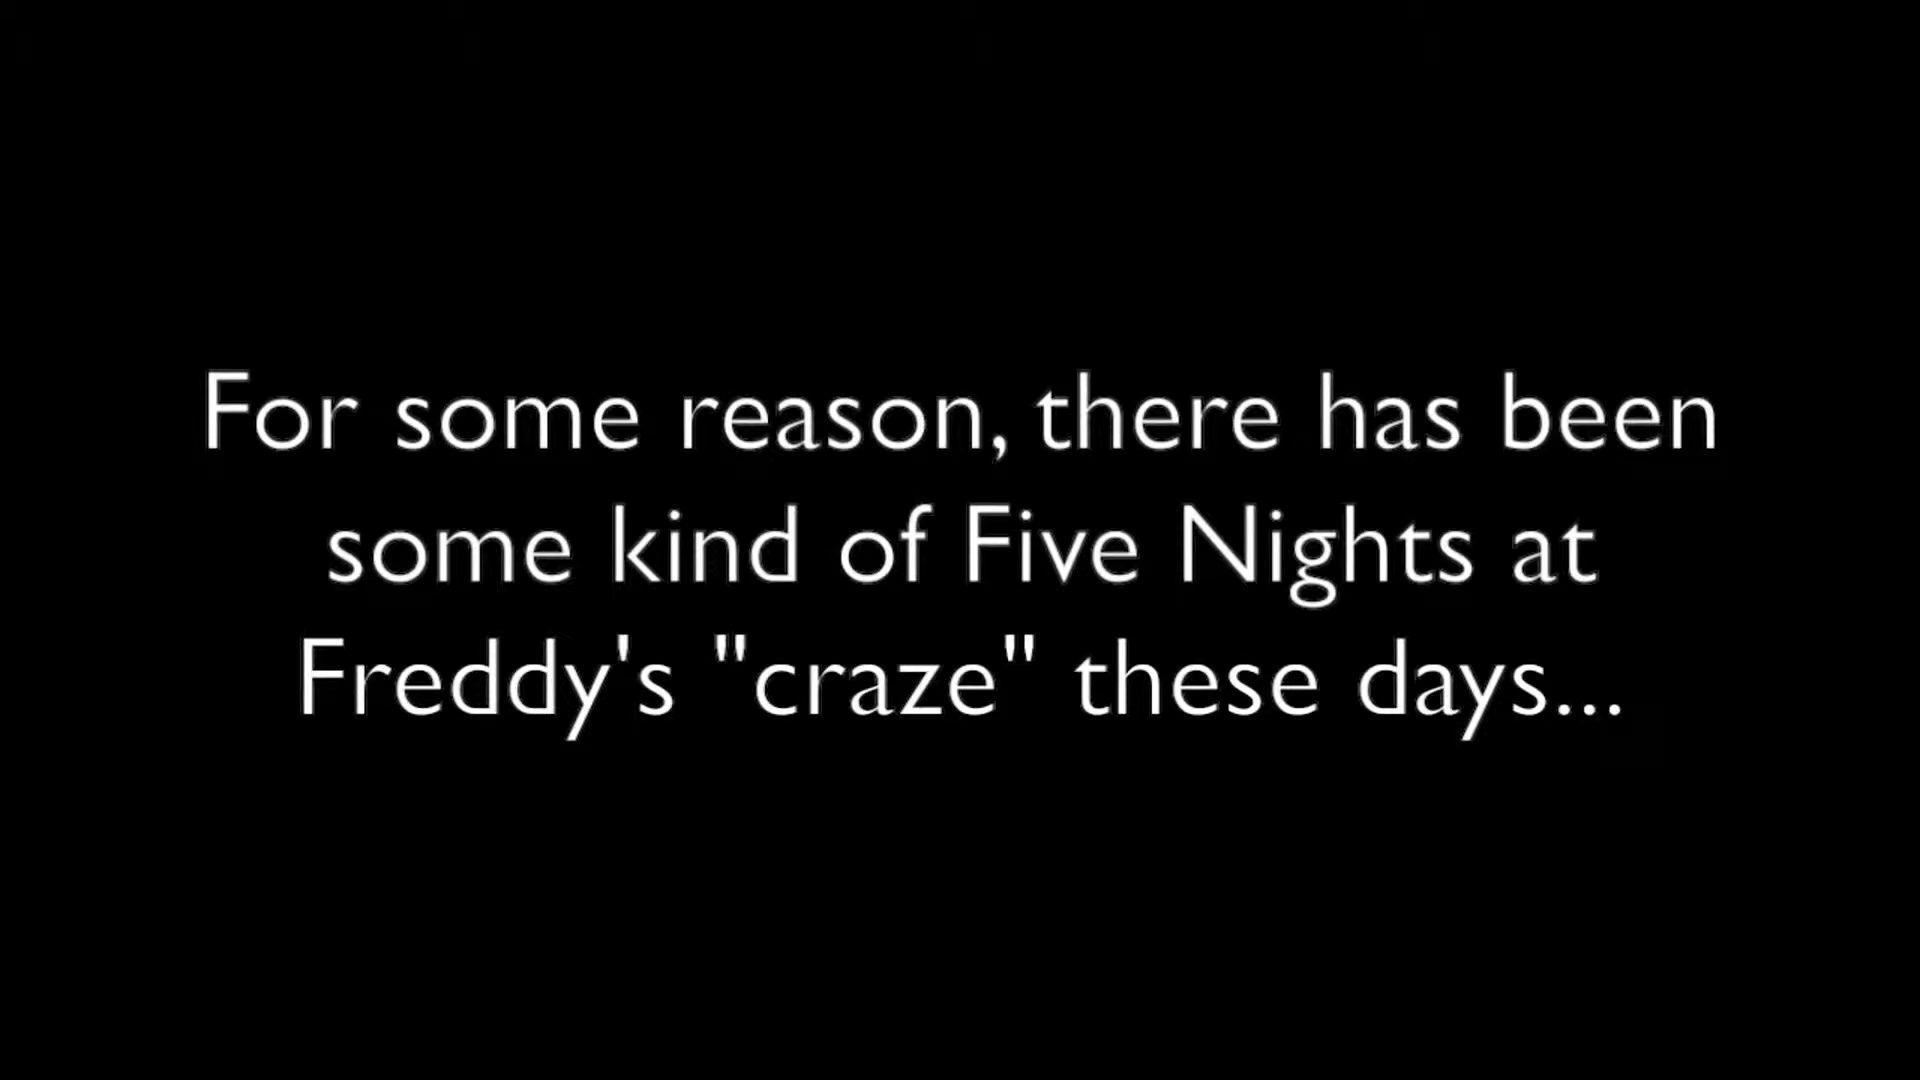 For some reason, there has been
some kind of Five Nights at
Freddy's "craze" these days...